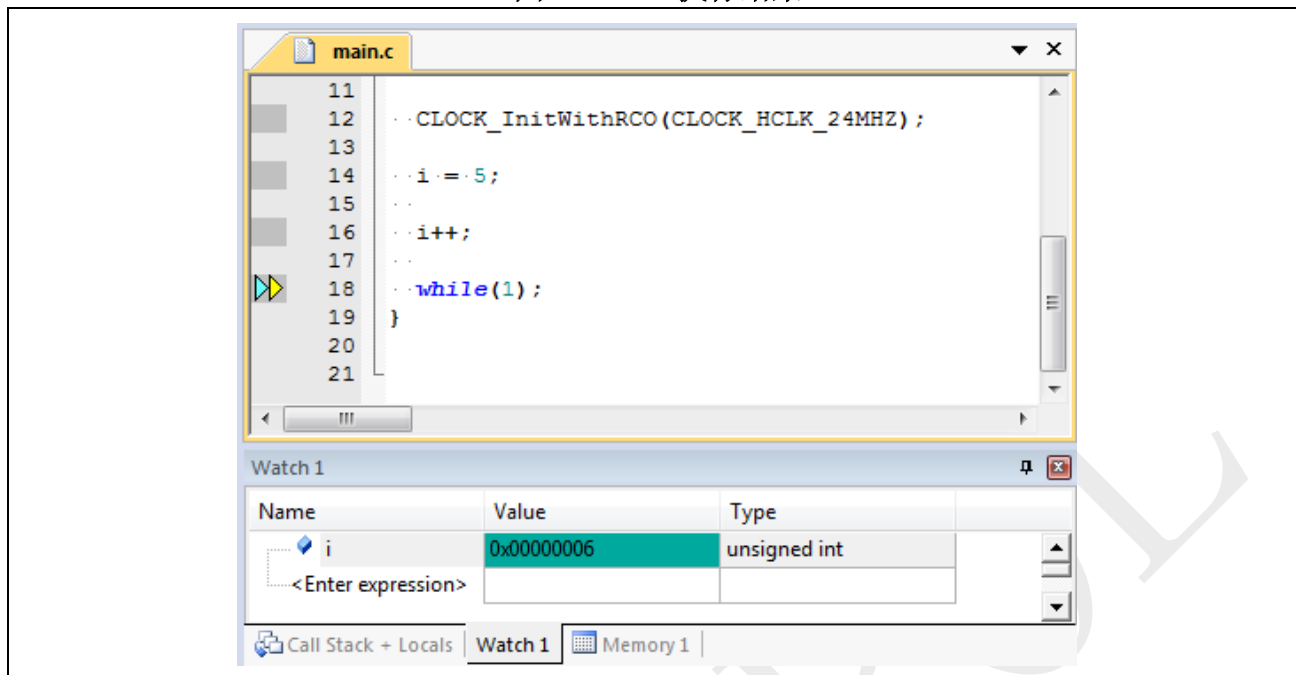 main.c
11
12 CLOCK_InitWithRCO(CLOCK_HCLK_24MHZ);
13
14 i = 5;
15
16 i++;
17
18 while(1);
19 }
20
21
Watch 1
Name Value Type
i 0x00000006 unsigned int
<Enter expression>
Call Stack + Locals Watch 1 Memory 1